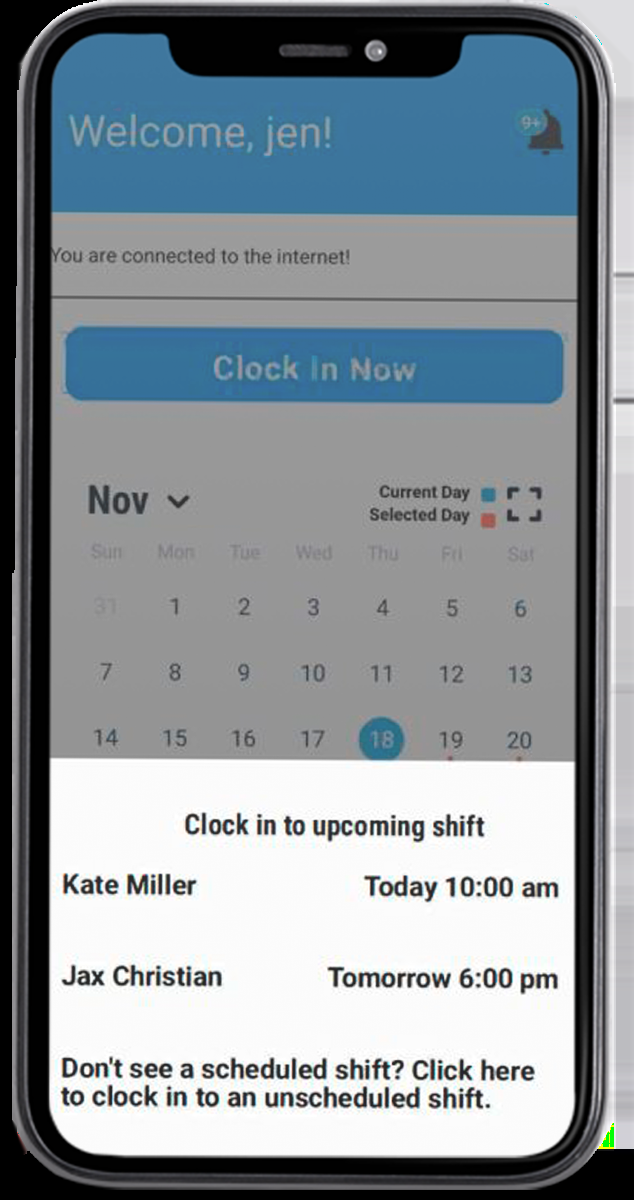 Welcome, jen!
9+
You are connected to the internet!
Clock In Now
Nov
Current Day
Selected Day
Sun Mon Tue Wed Thu Fri Sat
31 1 2 3 4 5 6
7 8 9 10 11 12 13
14 15 16 17 18 19 20
Clock in to upcoming shift
Kate Miller Today 10:00 am
Jax Christian Tomorrow 6:00 pm
Don't see a scheduled shift? Click here
to clock in to an unscheduled shift.